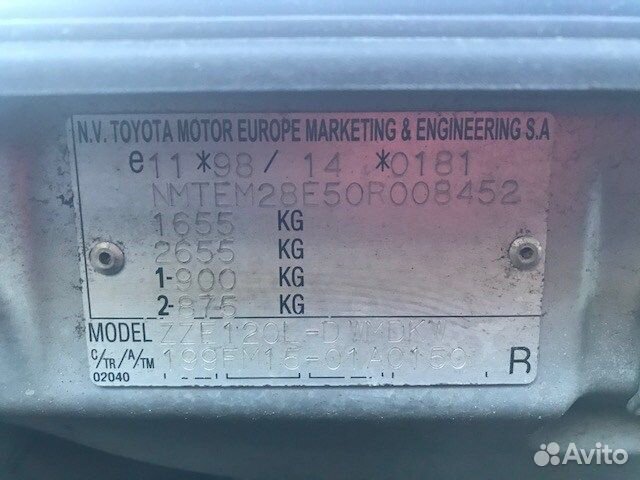 N.V. TOYOTA MOTOR EUROPE MARKETING & ENGINEERING S.A
e11*98/14*0181
NMTEM28E50R008452
1655 KG
2655 KG
1-900 KG
2-875 KG
MODEL ZZE120L-DWMDKW
C/TR/A/TM 199FM15-01A0150
02040 R
Avito